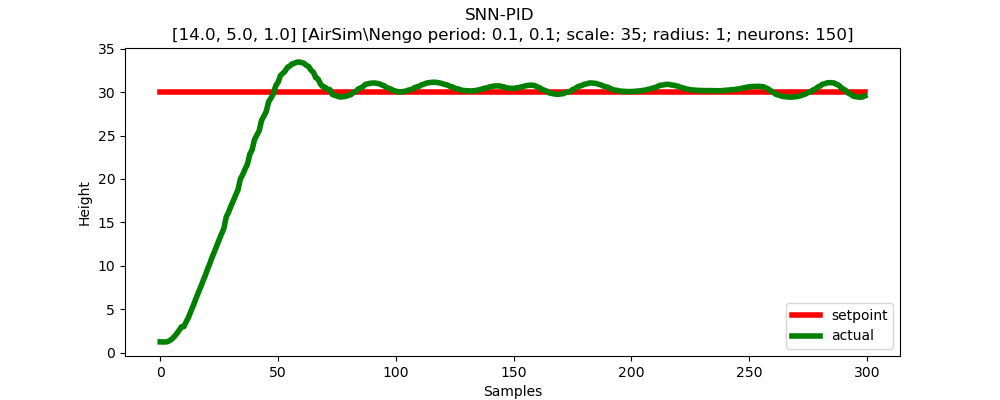 SNN-PID
[14.0, 5.0, 1.0] [AirSim\Nengo period: 0.1, 0.1; scale: 35; radius: 1; neurons: 150]
35
30
25
20
15
10
5
0
Height
0 50 100 150 200 250 300
Samples
setpoint
actual